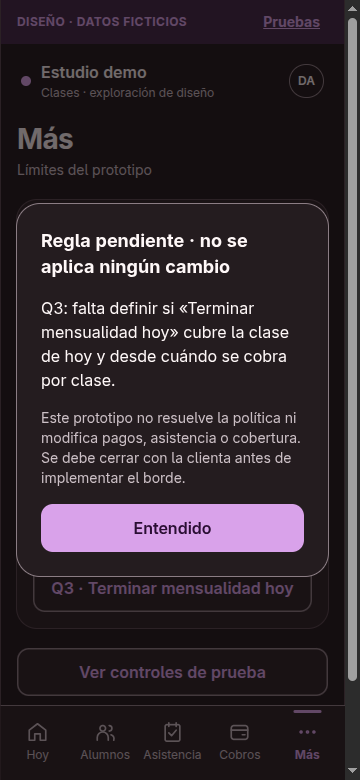 DISEÑO · DATOS FICTICIOS
Pruebas
Estudio demo
Clases · exploración de diseño
DA
Más
Límites del prototipo
Regla pendiente · no se
aplica ningún cambio
Q3: falta definir si «Terminar
mensualidad hoy» cubre la clase
de hoy y desde cuándo se cobra
por clase.
Este prototipo no resuelve la política ni
modifica pagos, asistencia o cobertura.
Se debe cerrar con la clienta antes de
implementar el borde.
Entendido
Q3 · Terminar mensualidad hoy
Ver controles de prueba
Hoy
Alumnos
Asistencia
Cobros
Más